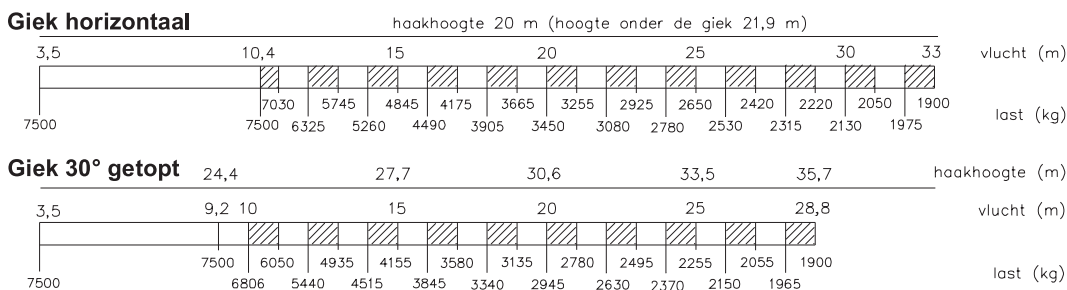 Giek horizontaal haakhoogte 20 m (hoogte onder de giek 21,9 m)
3,5 10,4 15 20 25 30 33 vlucht (m)
7030 5745 4845 4175 3665 3255 2925 2650 2420 2220 2050 1900
7500 7500 6325 5260 4490 3905 3450 3080 2780 2530 2315 2130 1975 last (kg)
Giek 30° getopt 24,4 27,7 30,6 33,5 35,7 haakhoogte (m)
3,5 9,2 10 15 20 25 28,8 vlucht (m)
7500 6050 4935 4155 3580 3135 2780 2495 2255 2055 1900
7500 6806 5440 4515 3845 3340 2945 2630 2370 2150 1965 last (kg)